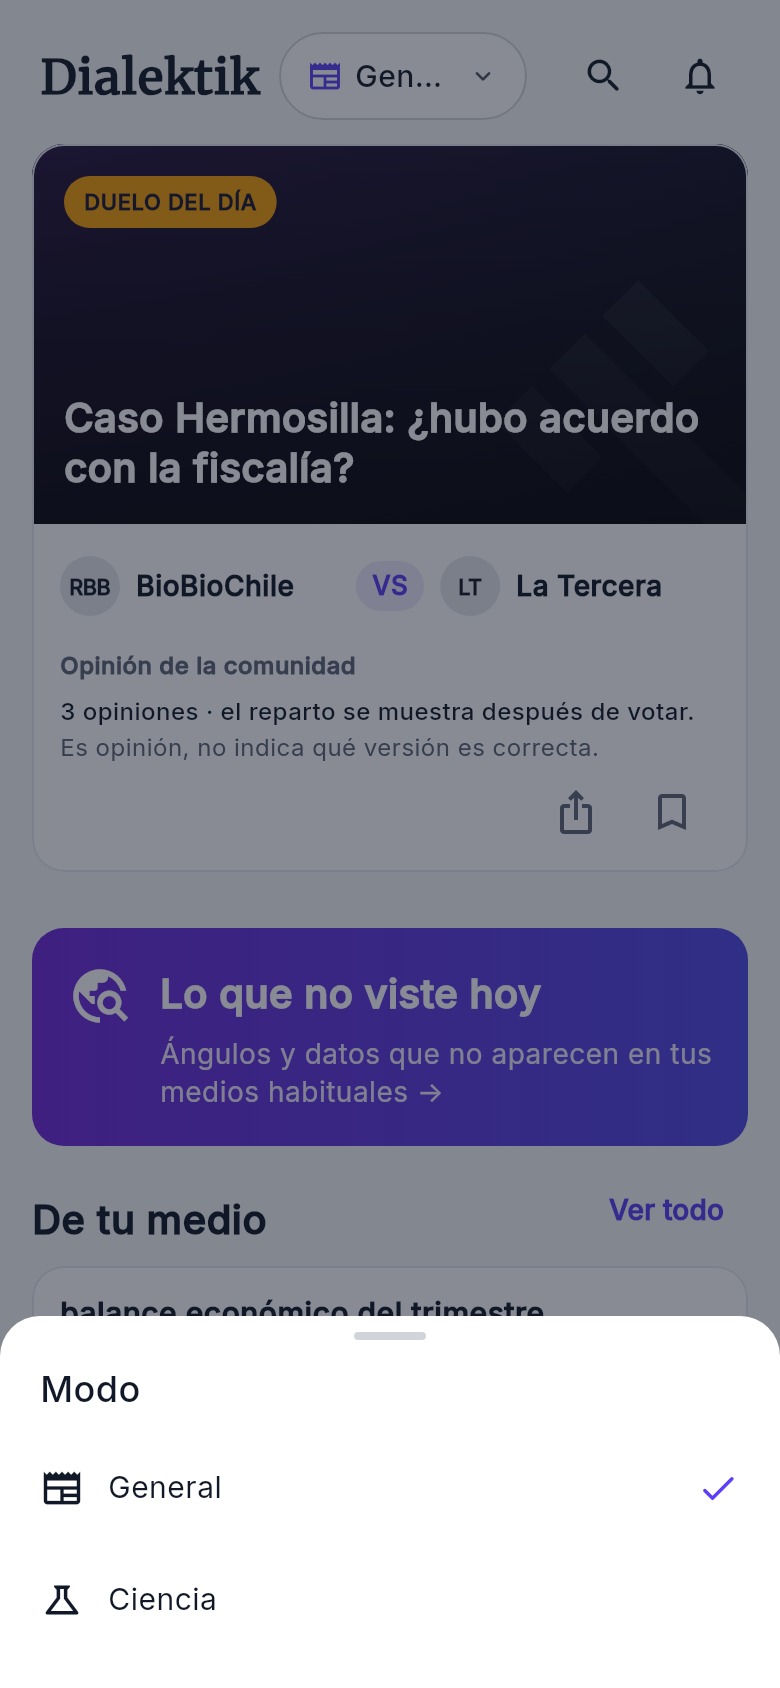 Dialektik
Gen...
DUELO DEL DÍA
Caso Hermosilla: ¿hubo acuerdo
con la fiscalía?
RBB BioBioChile VS LT La Tercera
Opinión de la comunidad
3 opiniones · el reparto se muestra después de votar.
Es opinión, no indica qué versión es correcta.
Lo que no viste hoy
Ángulos y datos que no aparecen en tus
medios habituales →
De tu medio
Ver todo
balance económico del trimestre
Modo
General
Ciencia